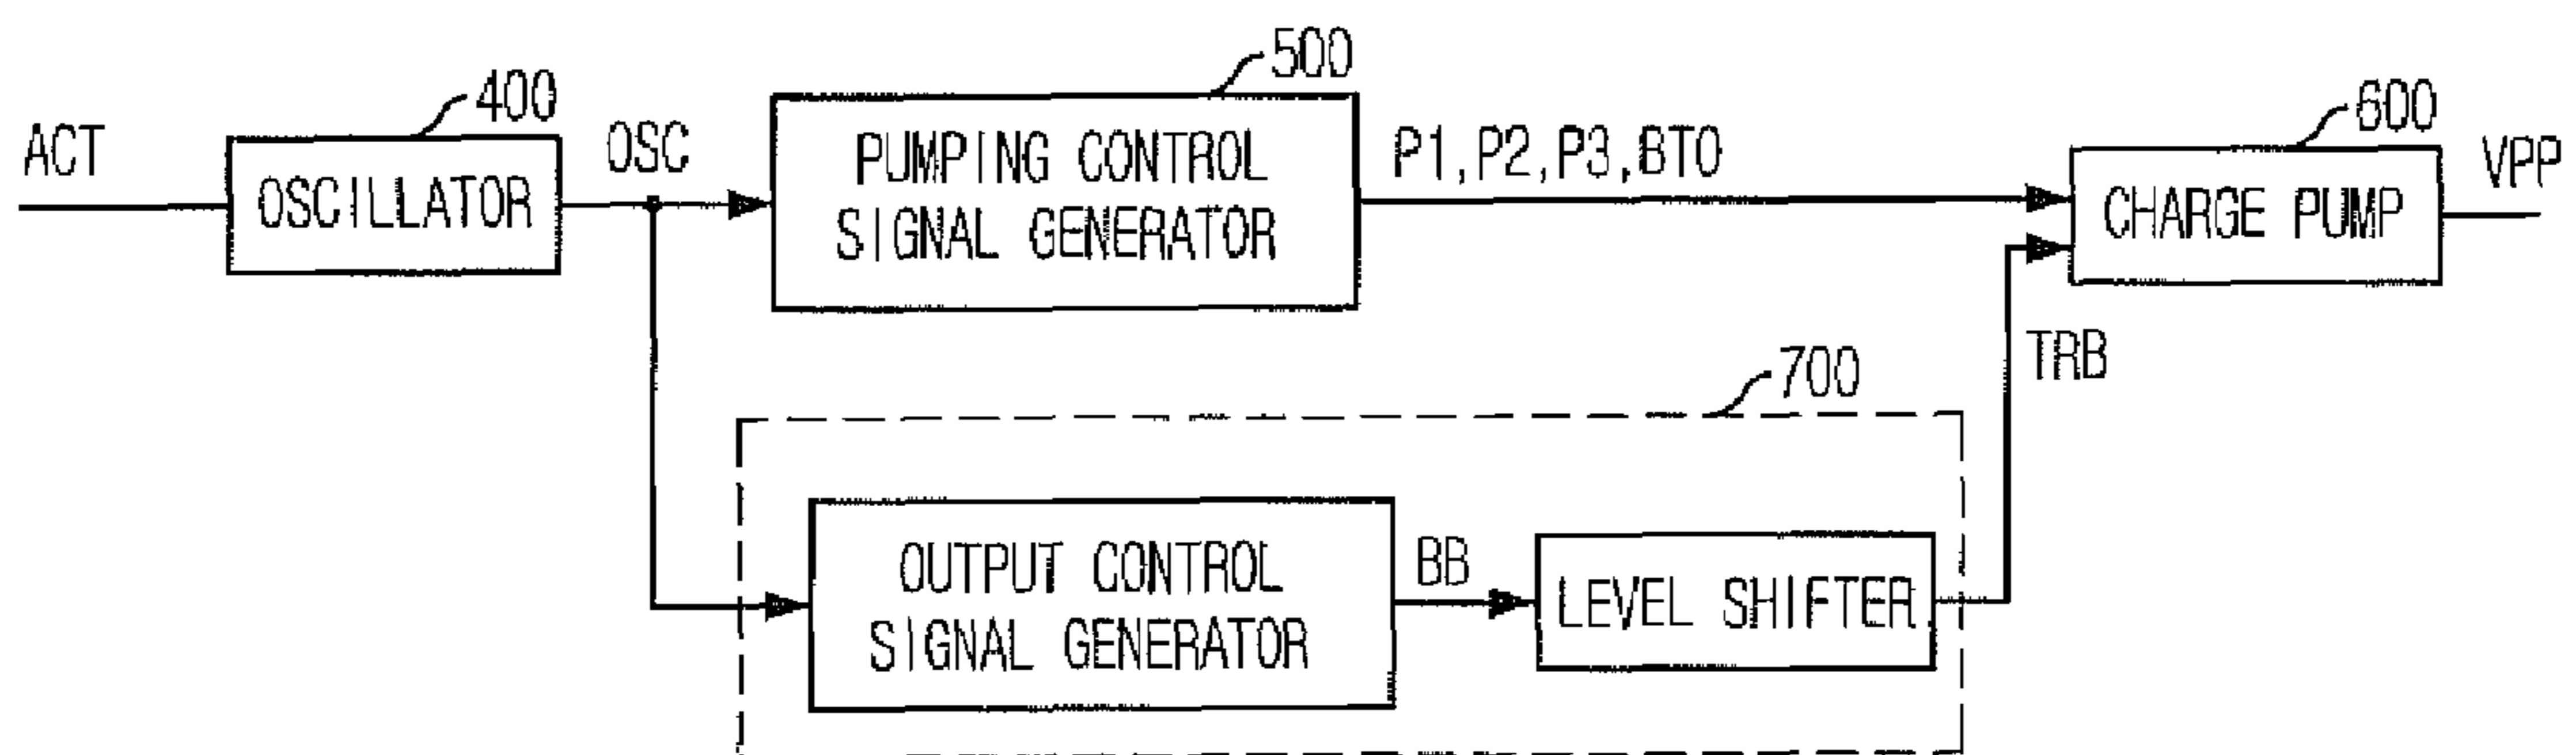 500
400
600
ACT
OSCILLATOR
OSC
PUMPING CONTROL
SIGNAL GENERATOR
P1,P2,P3,BTO
CHARGE PUMP
VPP
TRB
700
OUTPUT CONTROL
SIGNAL GENERATOR
BB
LEVEL SHIFTER